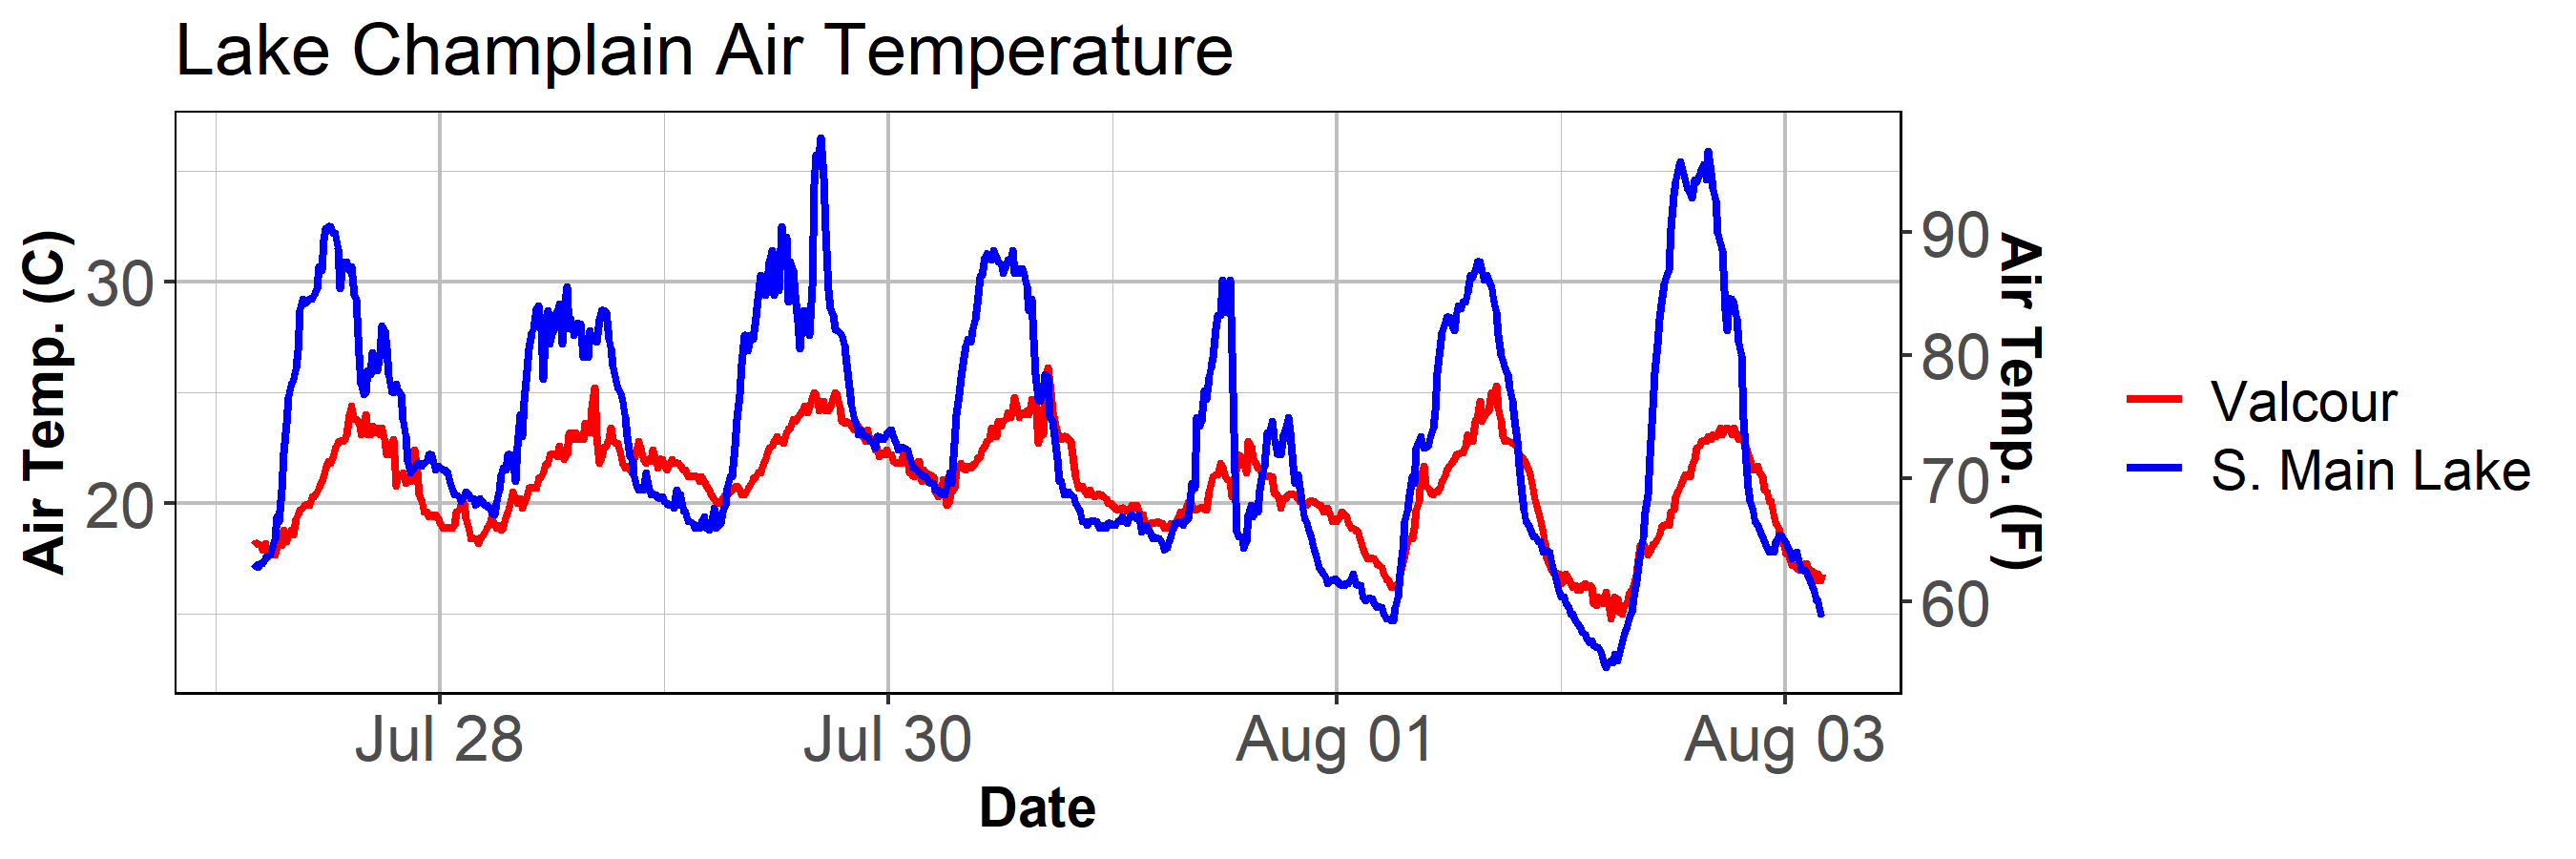 Lake Champlain Air Temperature
Air Temp. (C)
30
20
90
80
70
60
Air Temp. (F)
Valcour
S. Main Lake
Jul 28
Jul 30
Aug 01
Aug 03
Date